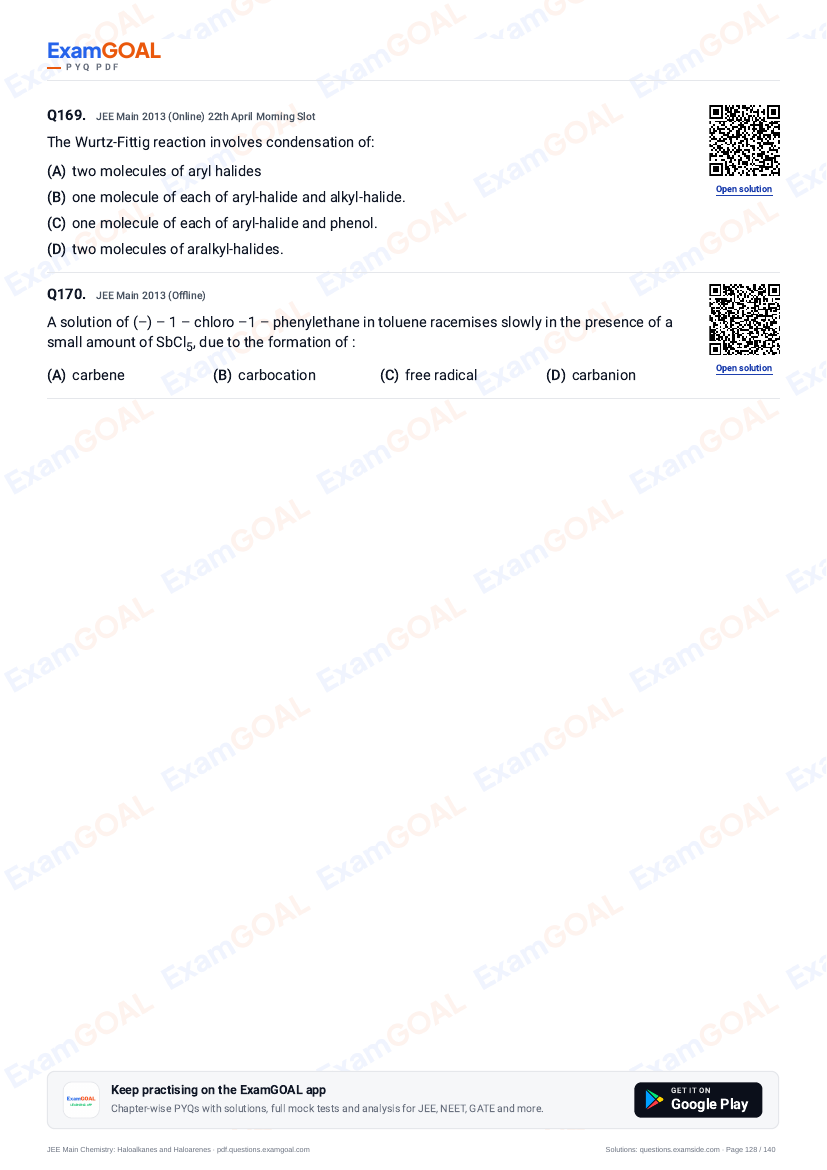 ExamGOAL
PYQ PDF
Q169. JEE Main 2013 (Online) 22th April Morning Slot
The Wurtz-Fittig reaction involves condensation of:
(A) two molecules of aryl halides
(B) one molecule of each of aryl-halide and alkyl-halide.
(C) one molecule of each of aryl-halide and phenol.
(D) two molecules of aralkyl-halides.
Open solution
Q170. JEE Main 2013 (Offline)
A solution of (−) − 1 − chloro −1 − phenylethane in toluene racemises slowly in the presence of a
small amount of SbCl5, due to the formation of :
(A) carbene (B) carbocation (C) free radical (D) carbanion
Open solution
Keep practising on the ExamGOAL app
Chapter-wise PYQs with solutions, full mock tests and analysis for JEE, NEET, GATE and more.
ExamGOAL
GET IT ON
Google Play
JEE Main Chemistry: Haloalkanes and Haloarenes · pdf.questions.examgoal.com
Solutions: questions.examside.com · Page 128 / 140